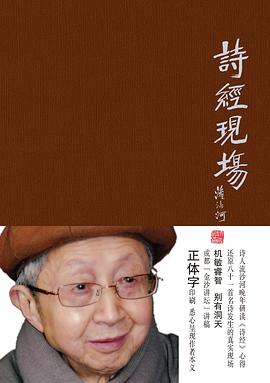 詩經現場
流沙河
诗人流沙河晚年研读《诗经》心得
还原八十一首名诗发生的真实现场
机敏睿智 别有洞天
成都「金沙讲坛」讲稿
正体字印刷 悉心呈现作者本义